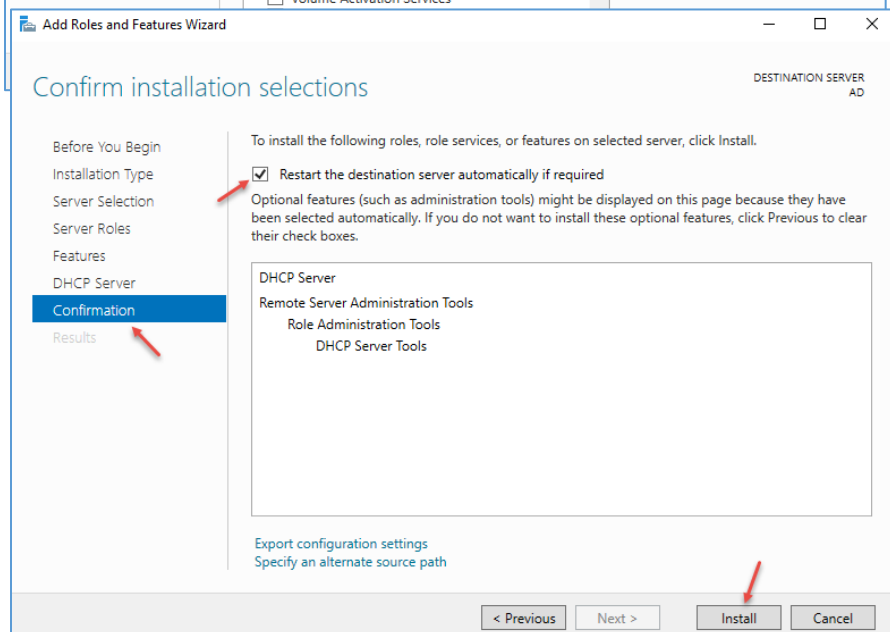 Volume Activation Services
Add Roles and Features Wizard
Confirm installation selections
DESTINATION SERVER
AD
Before You Begin
Installation Type
Server Selection
Server Roles
Features
DHCP Server
Confirmation
Results
To install the following roles, role services, or features on selected server, click Install.
Restart the destination server automatically if required
Optional features (such as administration tools) might be displayed on this page because they have
been selected automatically. If you do not want to install these optional features, click Previous to clear
their check boxes.
DHCP Server
Remote Server Administration Tools
Role Administration Tools
DHCP Server Tools
Export configuration settings
Specify an alternate source path
< Previous
Next >
Install
Cancel